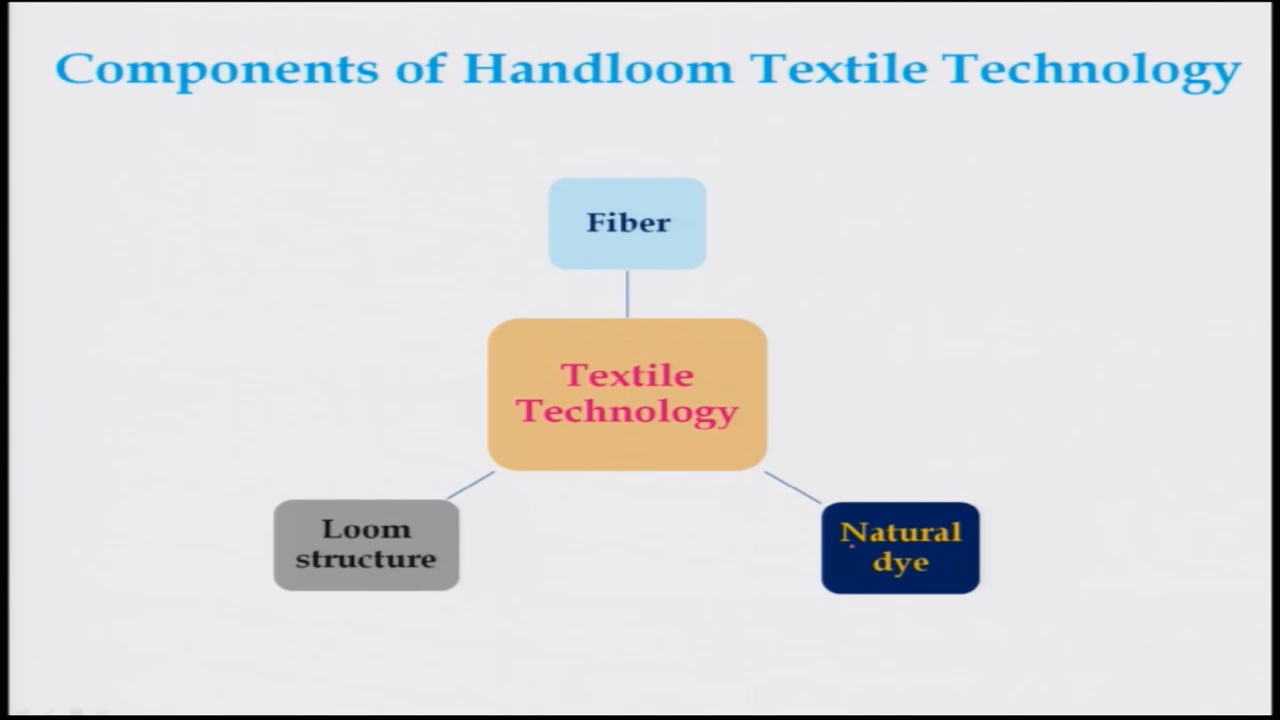 Components of Handloom Textile Technology
Fiber
Textile
Technology
Loom
structure
Natural
dye